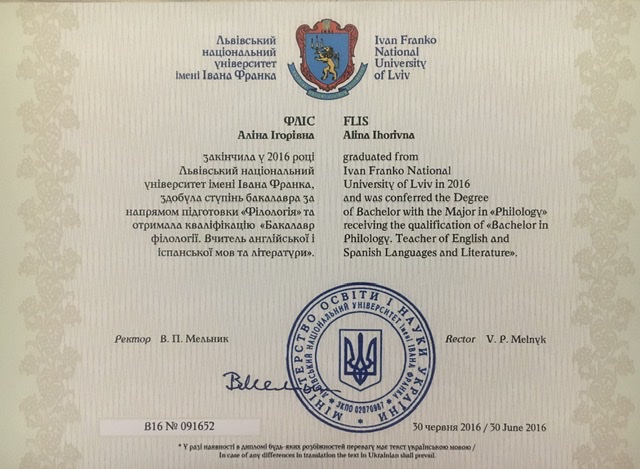 Львівський
національний
університет
імені Івана Франка
Ivan Franko
National
University
of Lviv
ФЛІС
Аліна Ігорівна
закінчила у 2016 році
Львівський національний
університет імені Івана Франка,
здобула ступінь бакалавра за
напрямом підготовки «Філологія» та
отримала кваліфікацію «Бакалавр
філології. Вчитель англійської і
іспанської мов та літератури».
FLIS
Alina Ihorivna
graduated from
Ivan Franko National
University of Lviv in 2016
and was conferred the Degree
of Bachelor with the Major in «Philology»
receiving the qualification of «Bachelor in
Philology. Teacher of English and
Spanish Languages and Literature».
Ректор В. П. Мельник
МІНІСТЕРСТВО ОСВІТИ І НАУКИ УКРАЇНИ
ЛЬВІВСЬКИЙ НАЦІОНАЛЬНИЙ УНІВЕРСИТЕТ імені ІВАНА ФРАНКА
ЗКПО 02070987
Rector V. P. Melnyk
В16 № 091652
30 червня 2016 / 30 June 2016
* У разі наявності в дипломі будь-яких розбіжностей перевагу має текст українською мовою /
In case of any differences in translation the text in Ukrainian shall prevail.